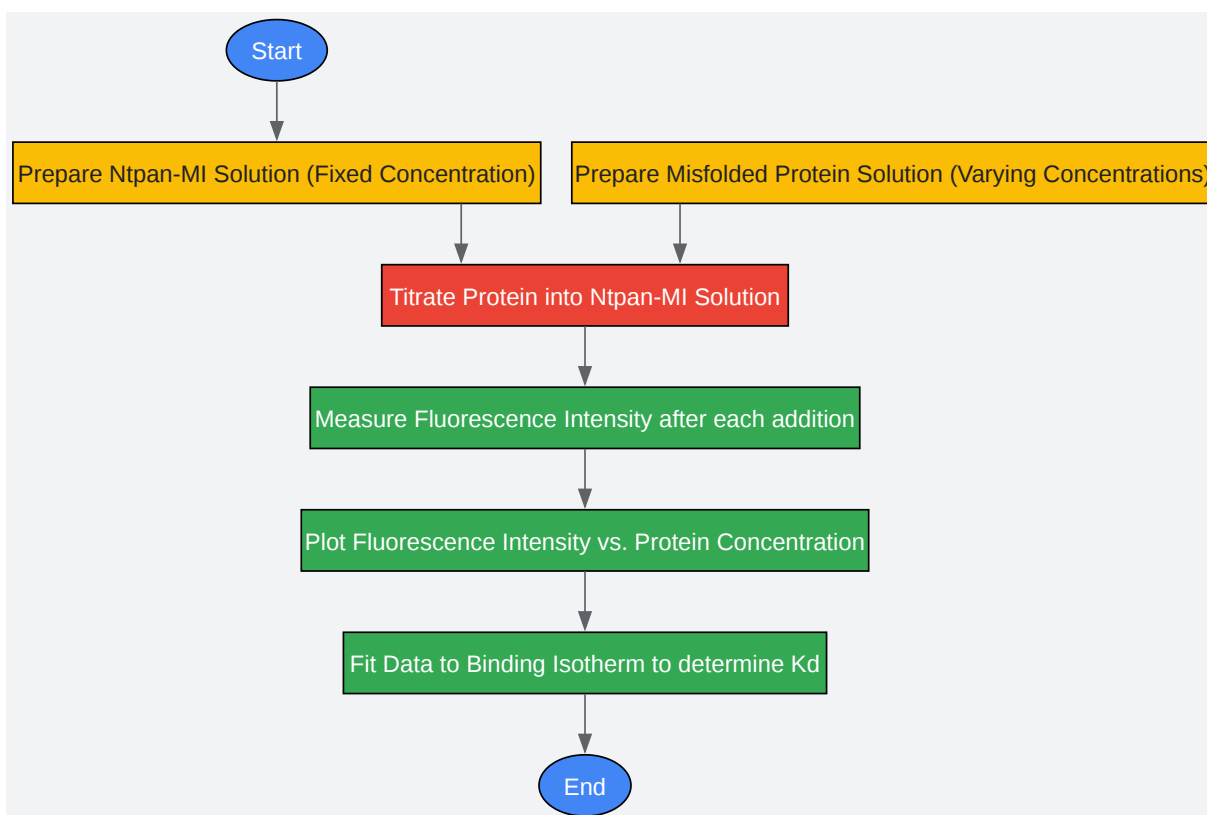 Start
Prepare Ntpan-MI Solution (Fixed Concentration)
Prepare Misfolded Protein Solution (Varying Concentrations)
Titrate Protein into Ntpan-MI Solution
Measure Fluorescence Intensity after each addition
Plot Fluorescence Intensity vs. Protein Concentration
Fit Data to Binding Isotherm to determine Kd
End